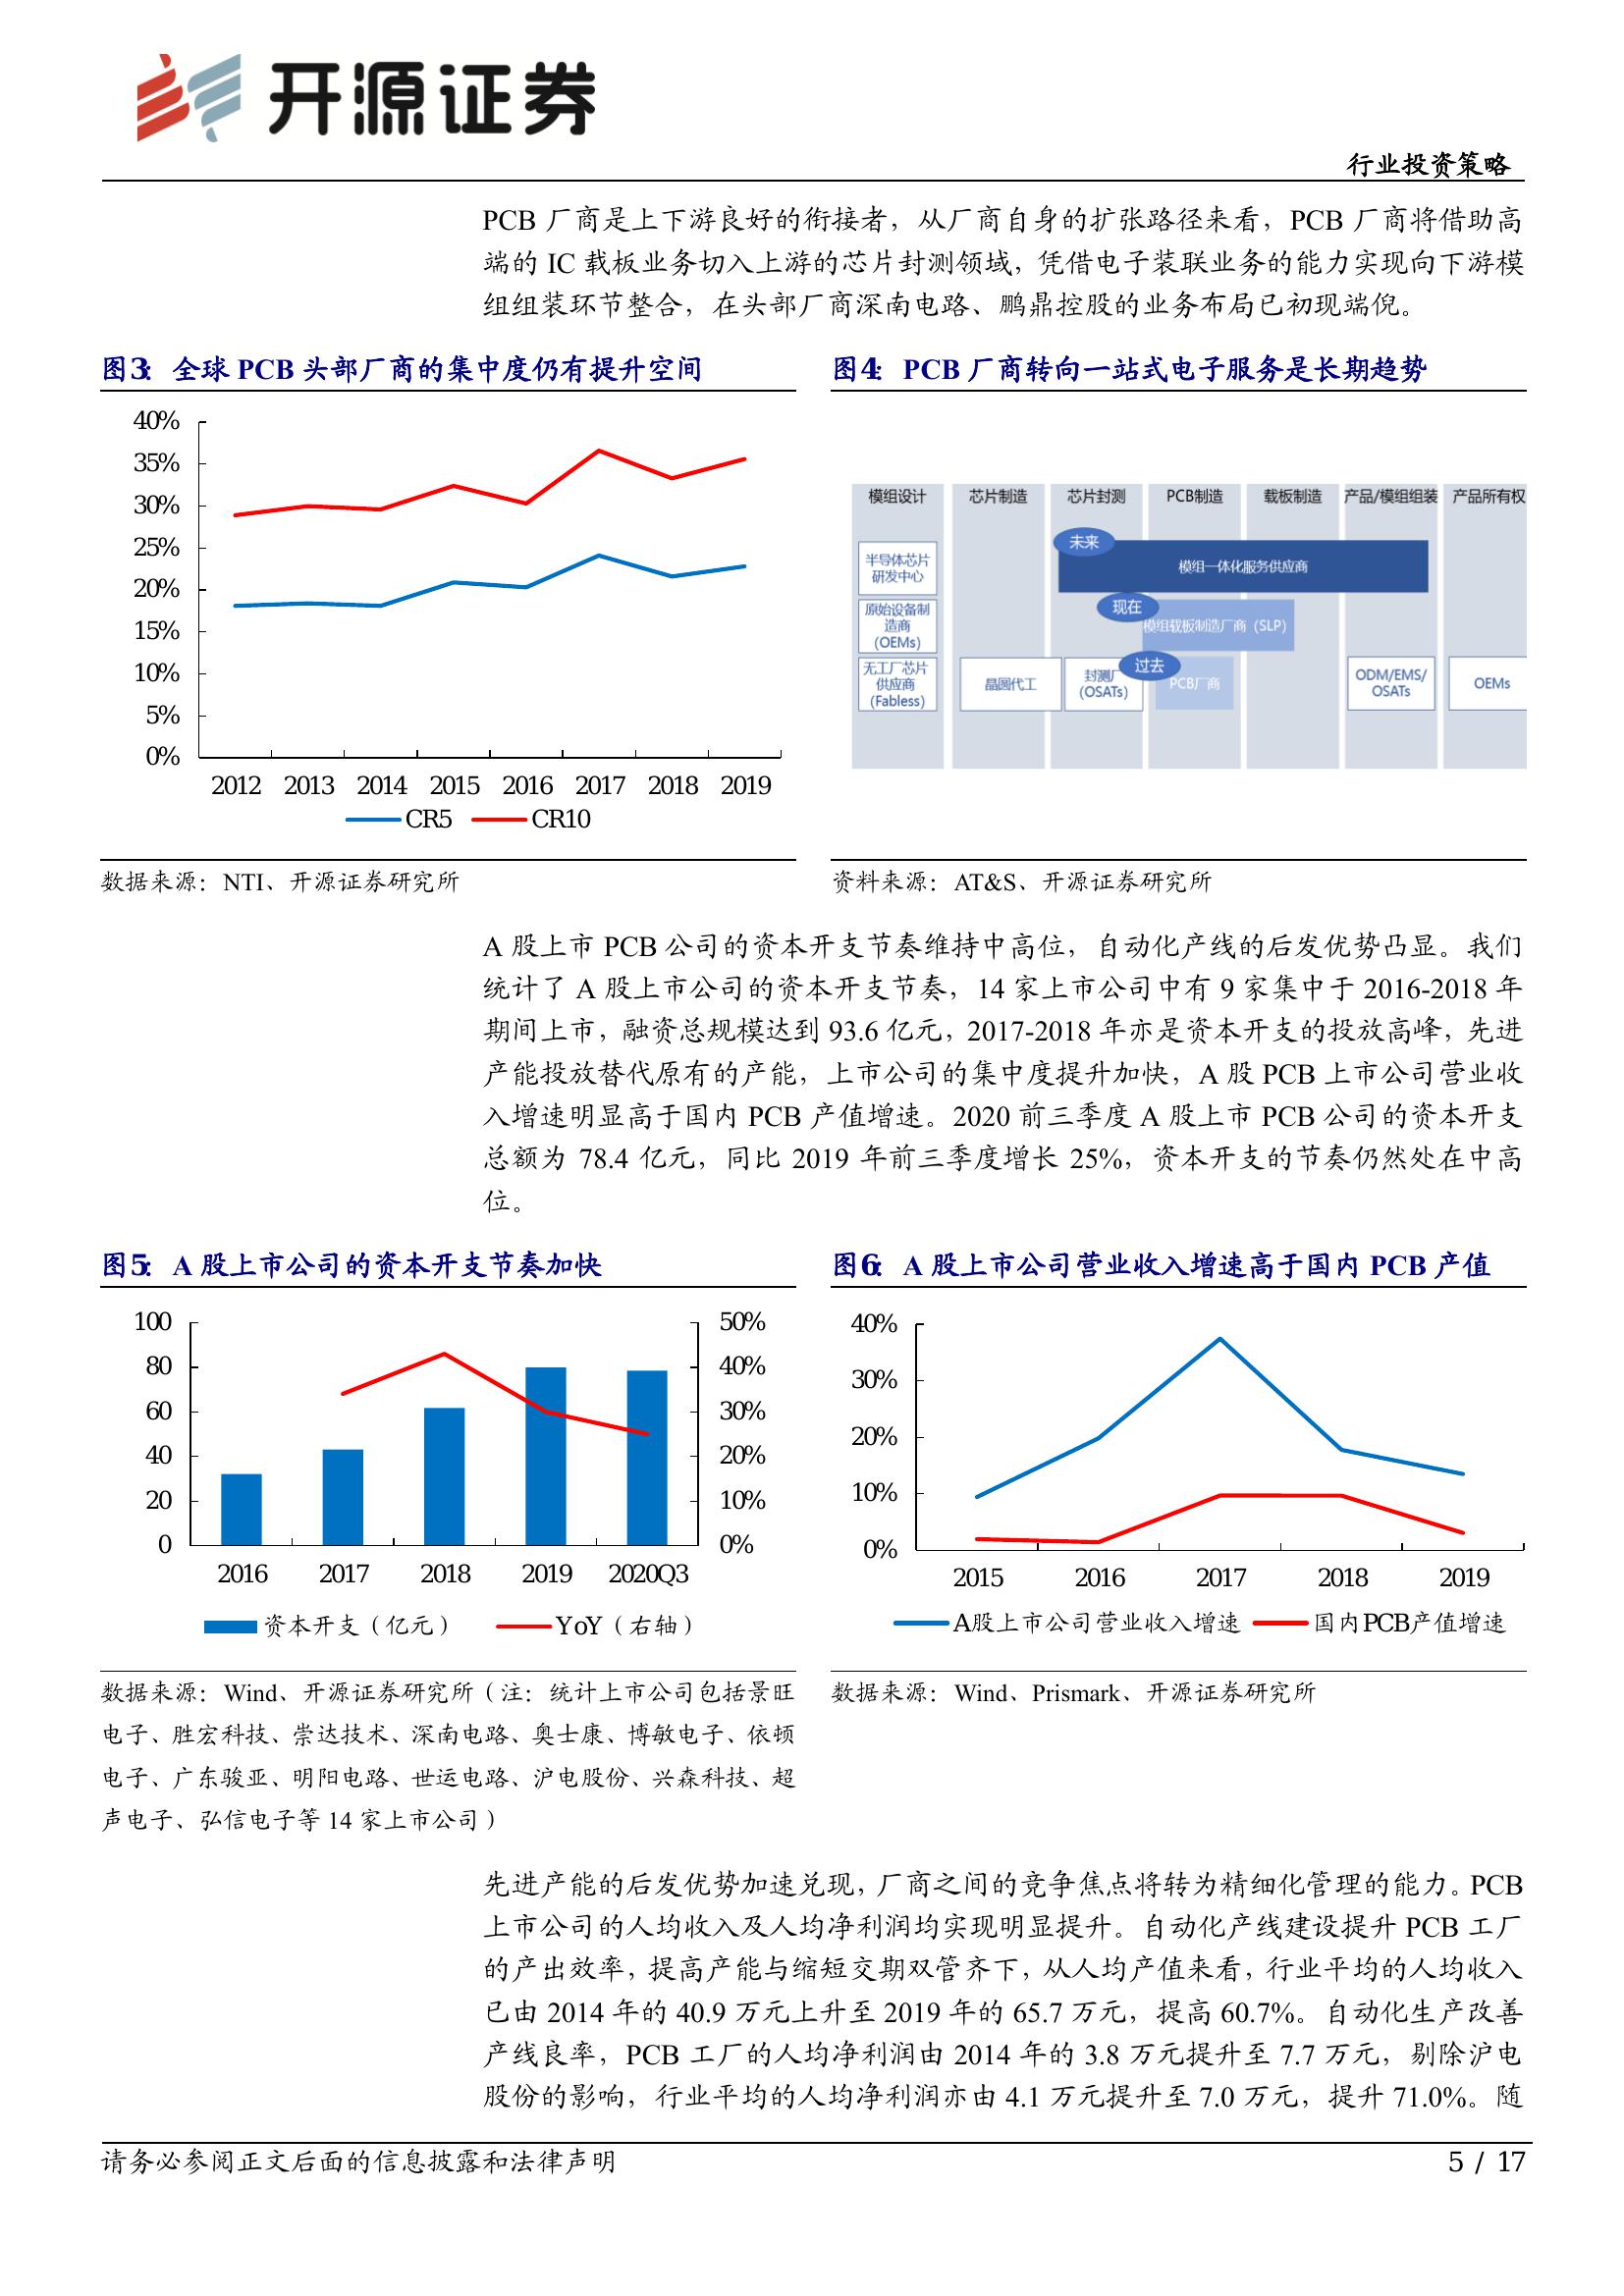 开源证券
行业投资策略
PCB 厂商是上下游良好的衔接者，从厂商自身的扩张路径来看，PCB 厂商将借助高
端的 IC 载板业务切入上游的芯片封测领域，凭借电子装联业务的能力实现向下游模
组组装环节整合，在头部厂商深南电路、鹏鼎控股的业务布局已初现端倪。
图3：全球 PCB 头部厂商的集中度仍有提升空间
40%
35%
30%
25%
20%
15%
10%
5%
0%
2012 2013 2014 2015 2016 2017 2018 2019
CR5 CR10
数据来源：NTI、开源证券研究所
图4：PCB 厂商转向一站式电子服务是长期趋势
模组设计 芯片制造 芯片封测 PCB制造 载板制造 产品/模组组装 产品所有权
未来
模组一体化服务供应商
半导体芯片
研发中心
现在
模组载板制造厂商（SLP）
原始设备制
造商
（OEMs）
过去
无工厂芯片
供应商
（Fabless）
晶圆代工
封测厂
（OSATs）
PCB厂商
ODM/EMS/
OSATs
OEMs
资料来源：AT&S、开源证券研究所
A 股上市 PCB 公司的资本开支节奏维持中高位，自动化产线的后发优势凸显。我们
统计了 A 股上市公司的资本开支节奏，14 家上市公司中有 9 家集中于 2016-2018 年
期间上市，融资总规模达到 93.6 亿元，2017-2018 年亦是资本开支的投放高峰，先进
产能投放替代原有的产能，上市公司的集中度提升加快，A 股 PCB 上市公司营业收
入增速明显高于国内 PCB 产值增速。2020 前三季度 A 股上市 PCB 公司的资本开支
总额为 78.4 亿元，同比 2019 年前三季度增长 25%，资本开支的节奏仍然处在中高
位。
图5：A 股上市公司的资本开支节奏加快
100
80
60
40
20
0
50%
40%
30%
20%
10%
0%
2016 2017 2018 2019 2020Q3
资本开支（亿元） YoY（右轴）
数据来源：Wind、开源证券研究所（注：统计上市公司包括景旺
电子、胜宏科技、崇达技术、深南电路、奥士康、博敏电子、依顿
电子、广东骏亚、明阳电路、世运电路、沪电股份、兴森科技、超
声电子、弘信电子等 14 家上市公司）
图6：A 股上市公司营业收入增速高于国内 PCB 产值
40%
30%
20%
10%
0%
2015 2016 2017 2018 2019
A股上市公司营业收入增速 国内PCB产值增速
数据来源：Wind、Prismark、开源证券研究所
先进产能的后发优势加速兑现，厂商之间的竞争焦点将转为精细化管理的能力。PCB
上市公司的人均收入及人均净利润均实现明显提升。自动化产线建设提升 PCB 工厂
的产出效率，提高产能与缩短交期双管齐下，从人均产值来看，行业平均的人均收入
已由 2014 年的 40.9 万元上升至 2019 年的 65.7 万元，提高 60.7%。自动化生产改善
产线良率，PCB 工厂的人均净利润由 2014 年的 3.8 万元提升至 7.7 万元，剔除沪电
股份的影响，行业平均的人均净利润亦由 4.1 万元提升至 7.0 万元，提升 71.0%。随
请务必参阅正文后面的信息披露和法律声明
5 / 17